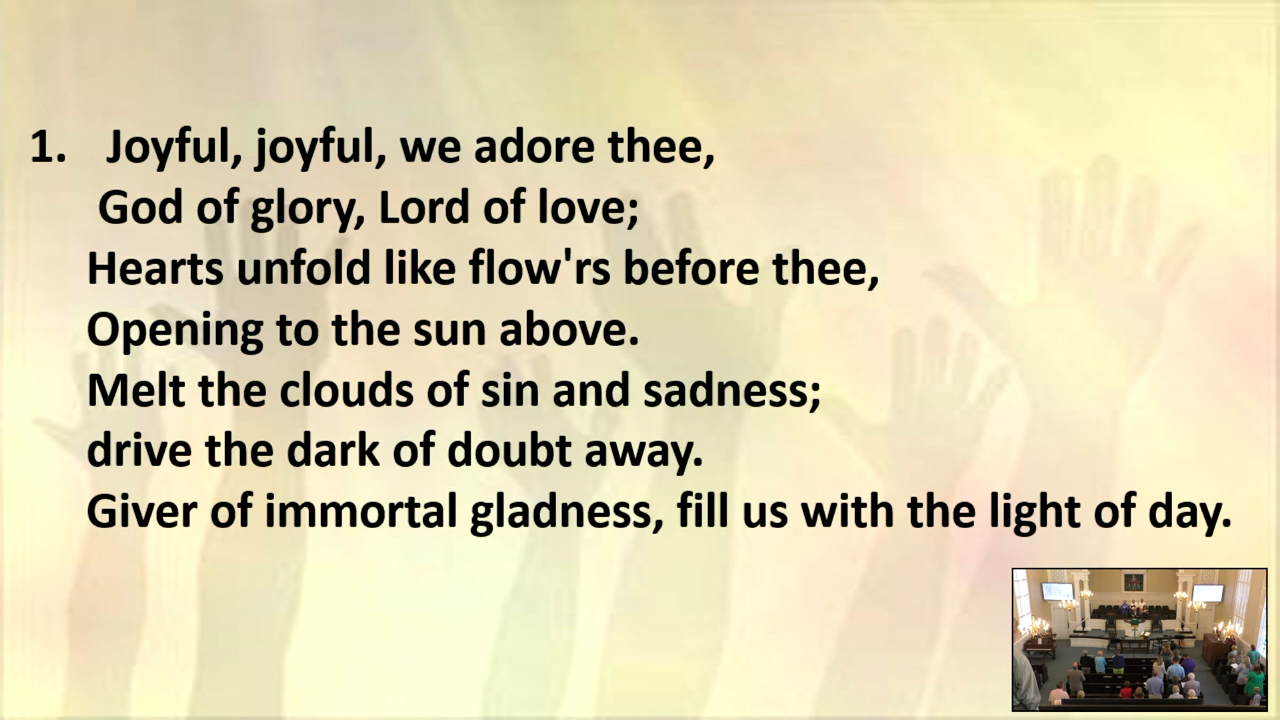 1. Joyful, joyful, we adore thee,
God of glory, Lord of love;
Hearts unfold like flow'rs before thee,
Opening to the sun above.
Melt the clouds of sin and sadness;
drive the dark of doubt away.
Giver of immortal gladness, fill us with the light of day.